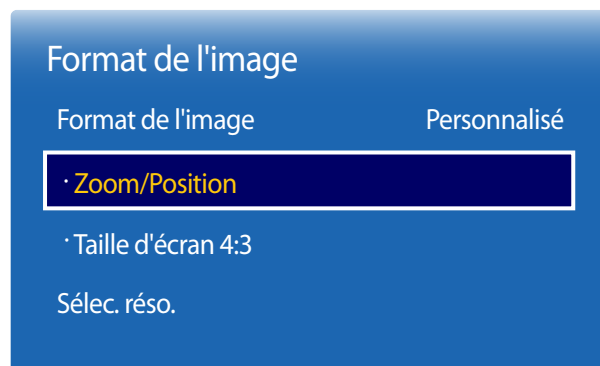 Format de l'image
Format de l'image Personnalisé
· Zoom/Position
· Taille d'écran 4:3
Sélec. réso.